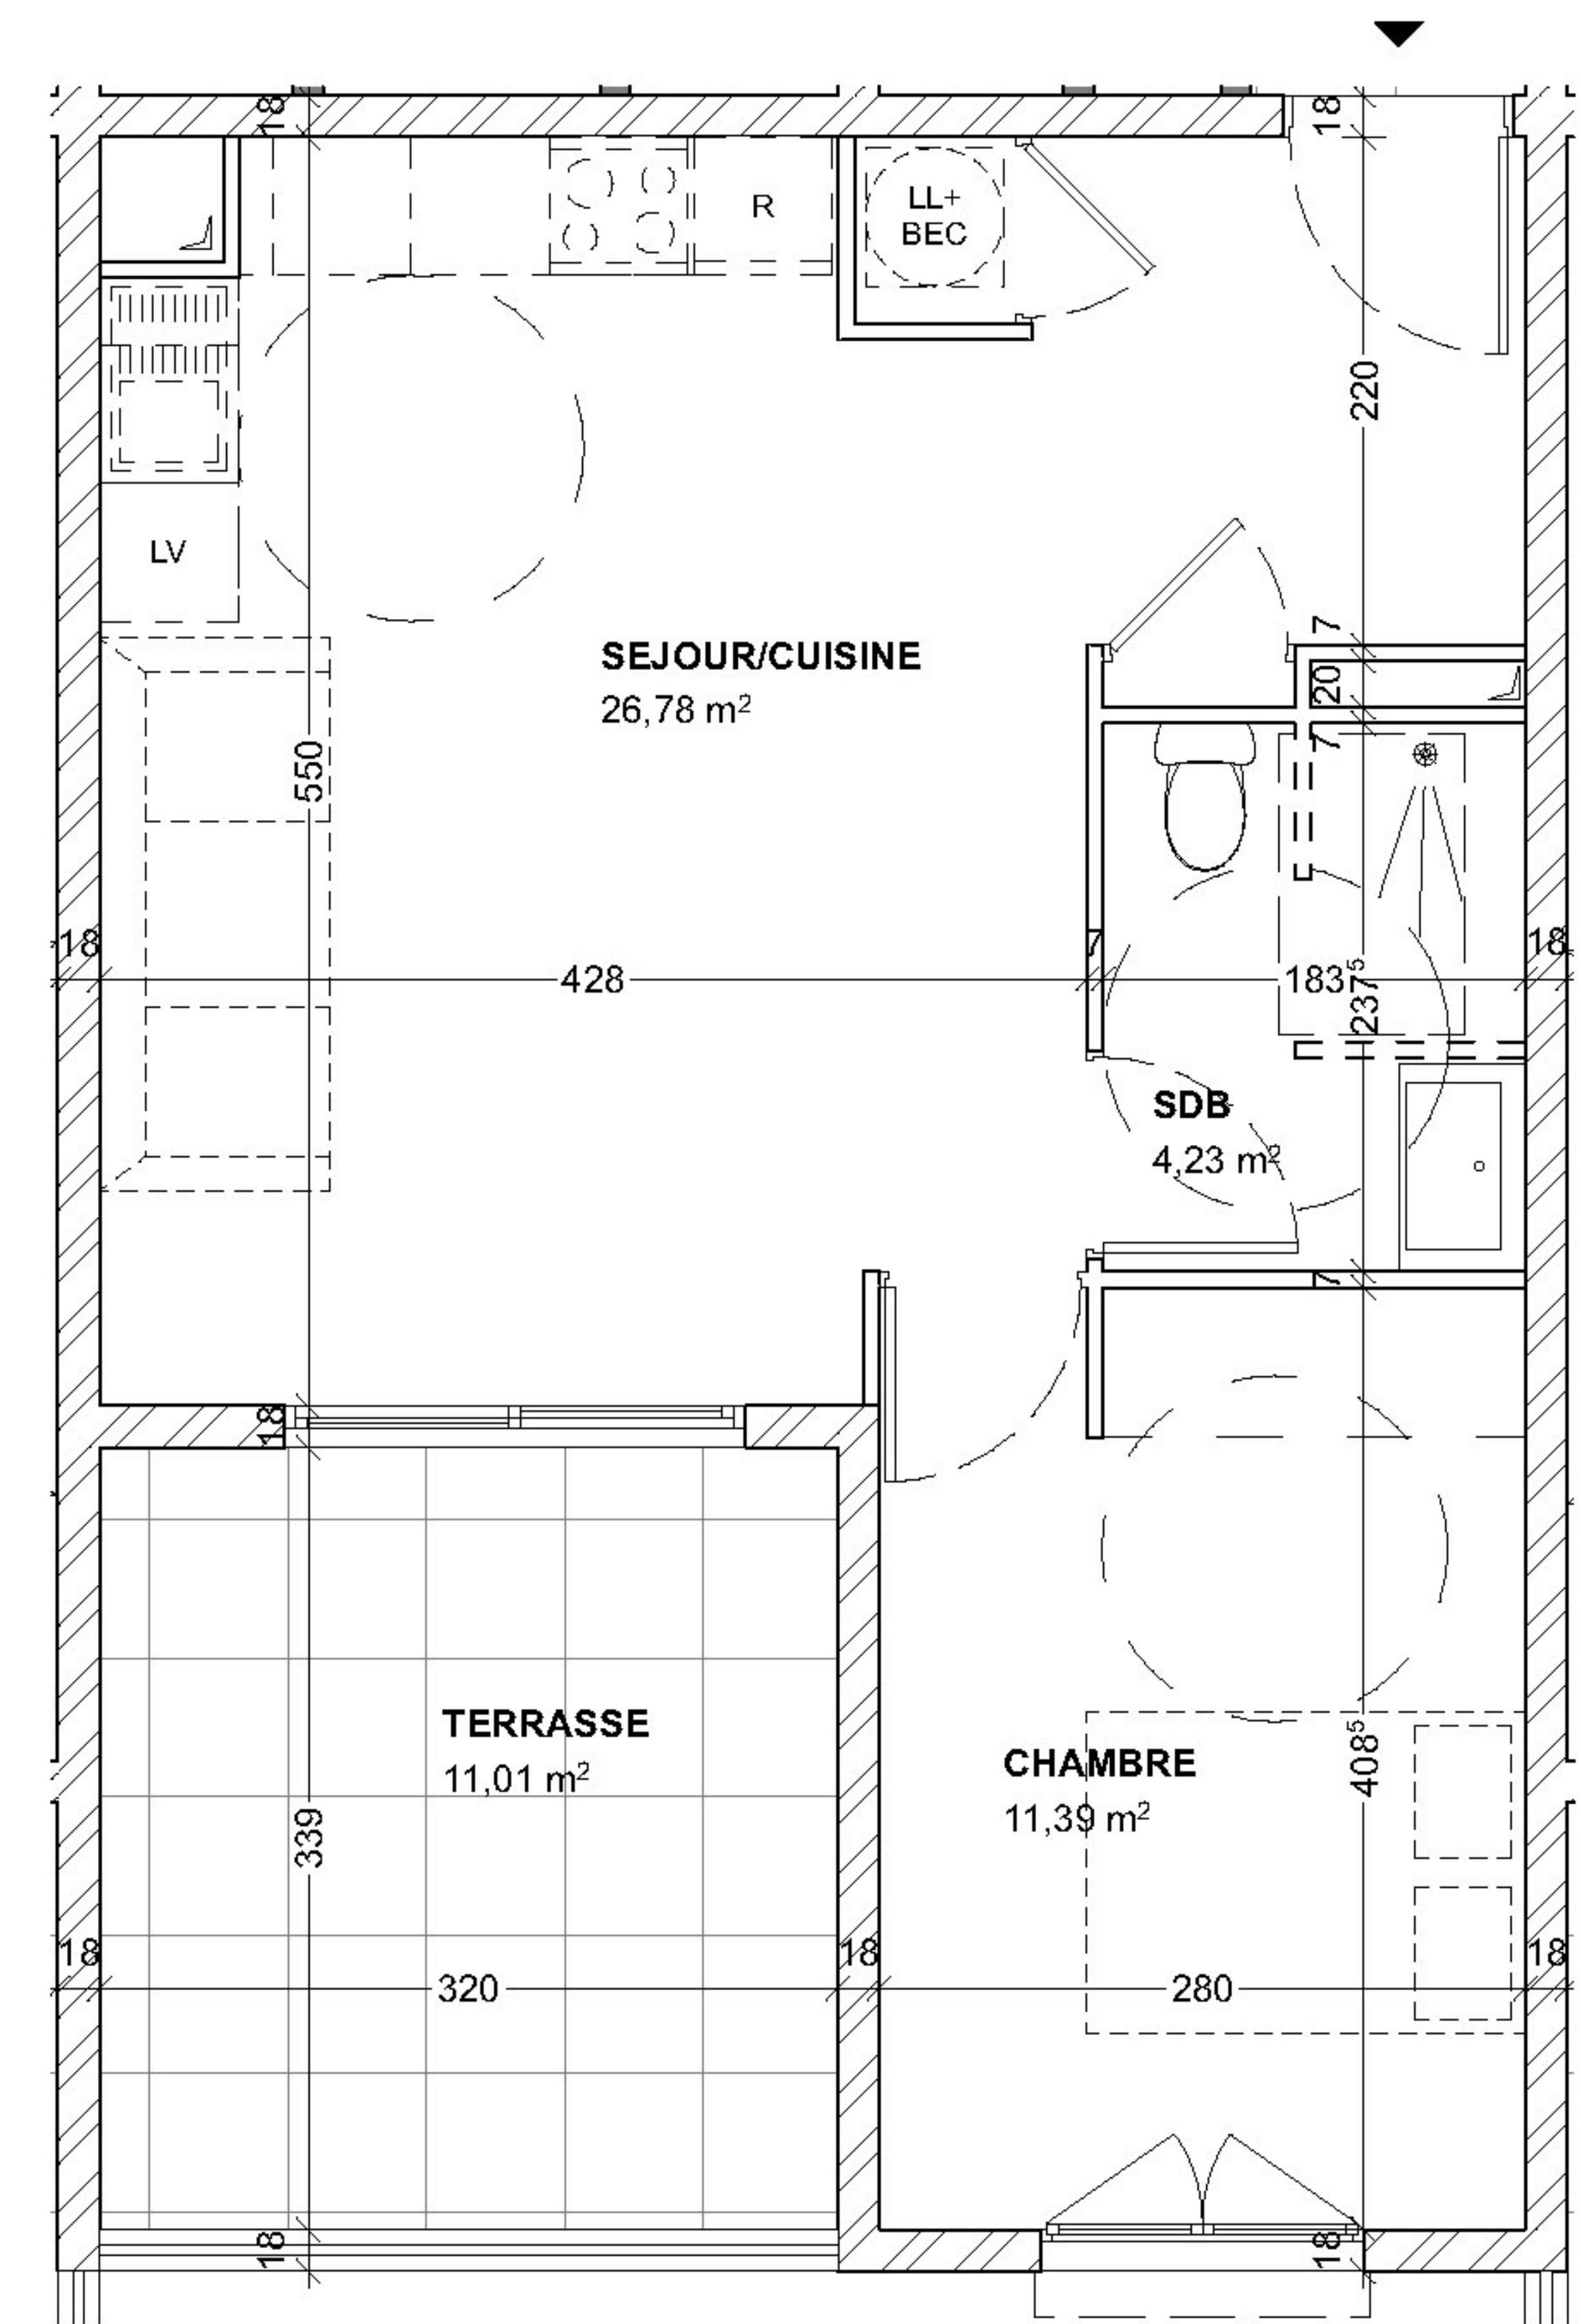 18
18
R
LL+
BEC
220
LV
7
SEJOUR/CUISINE
26,78 m²
20
7
550
18
7
18
428
183
237⁵
SDB
4,23 m²
7
18
TERRASSE
11,01 m²
CHAMBRE
11,39 m²
408⁵
339
18
18
18
320
280
18
18